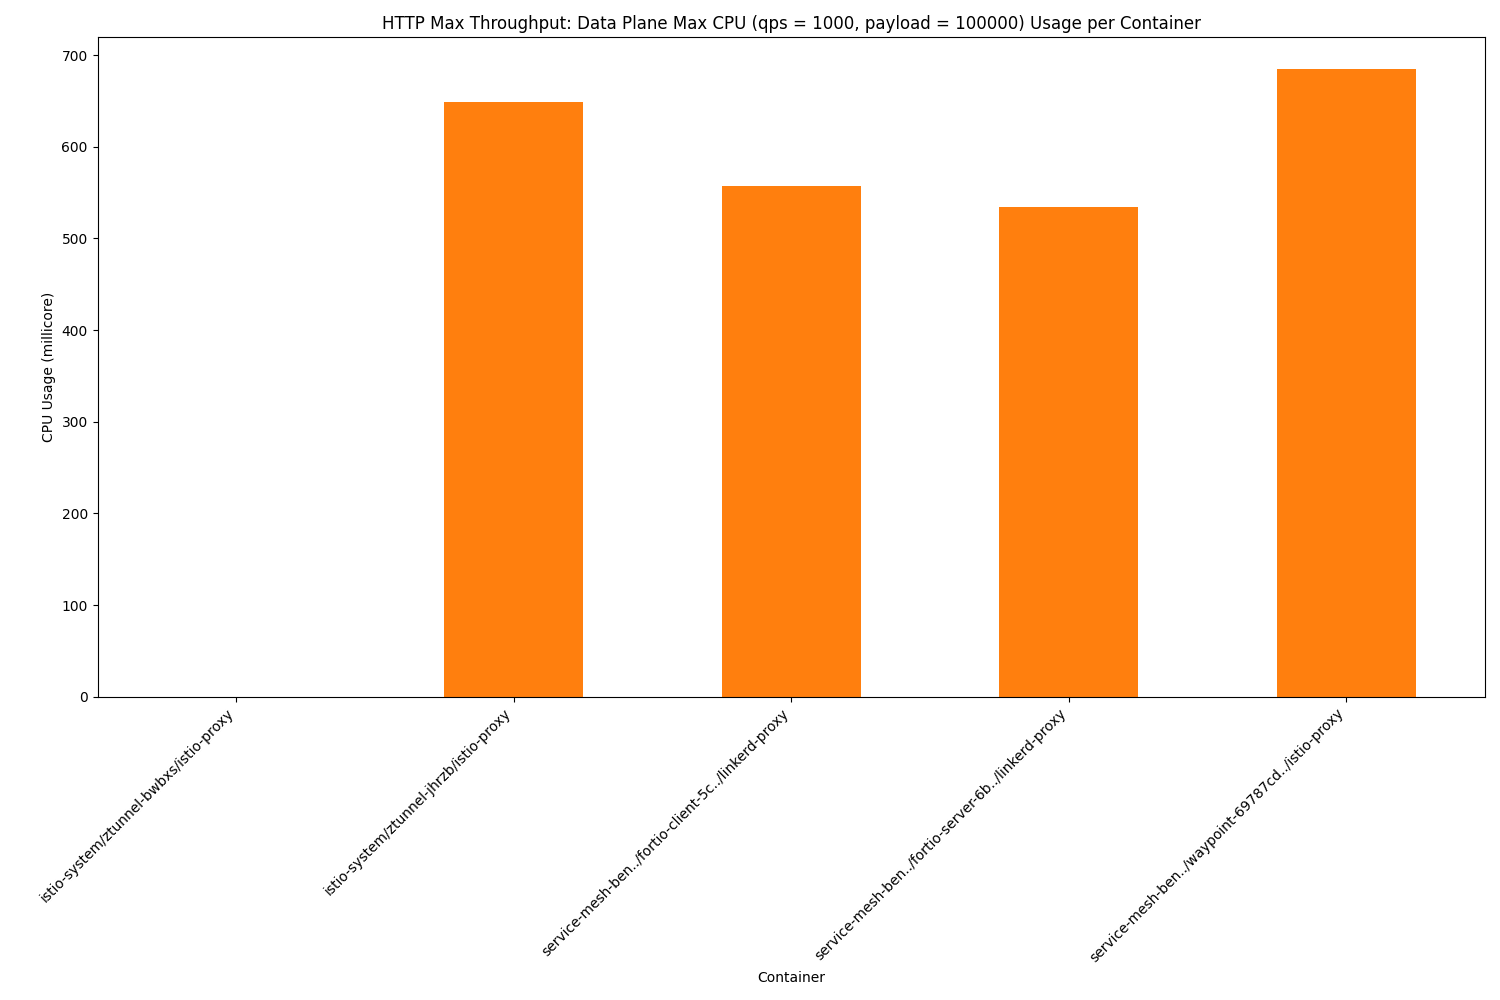 HTTP Max Throughput: Data Plane Max CPU (qps = 1000, payload = 100000) Usage per Container
700
600
500
400
300
200
100
0
CPU Usage (millicore)
istio-system/ztunnel-bwbxs/istio-proxy
istio-system/ztunnel-jhrzb/istio-proxy
service-mesh-ben../fortio-client-5c../linkerd-proxy
service-mesh-ben../fortio-server-6b../linkerd-proxy
service-mesh-ben../waypoint-69787cd../istio-proxy
Container